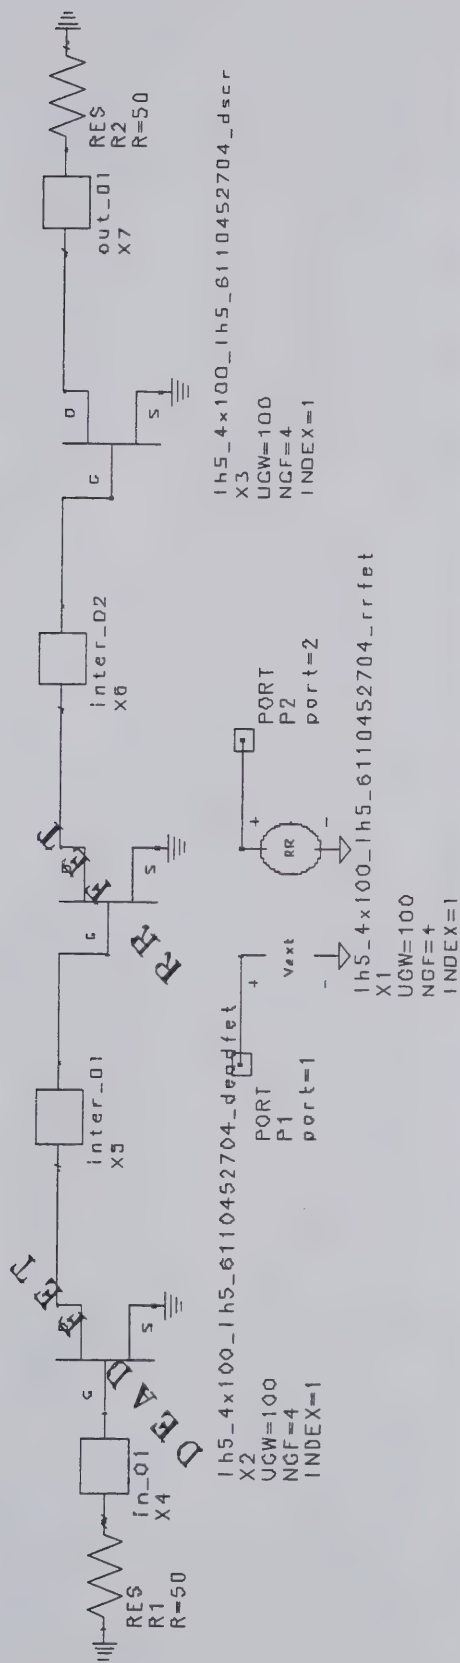 RES
R1
R=50
in_01
X4
G
S
DEAD
FET
lh5_4x100_lh5_6110452704_deadfet
X2
UGW=100
NGF=4
INDEX=1
inter_01
X5
G
S
RR
FET
PORT
P1
port=1
+
Vext
-
+
RR
-
PORT
P2
port=2
lh5_4x100_lh5_6110452704_rrfet
X1
UGW=100
NGF=4
INDEX=1
inter_02
X6
G
D
S
lh5_4x100_lh5_6110452704_dscr
X3
UGW=100
NGF=4
INDEX=1
out_01
X7
RES
R2
R=50